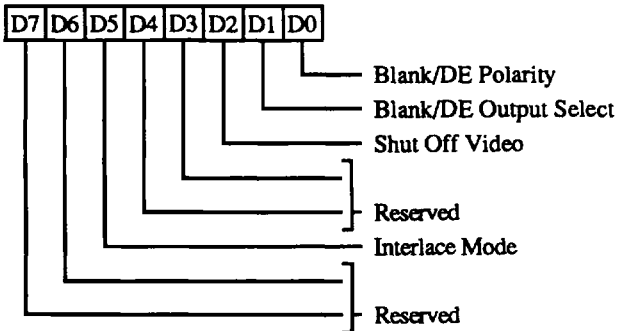 D7 D6 D5 D4 D3 D2 D1 D0
Blank/DE Polarity
Blank/DE Output Select
Shut Off Video
Reserved
Interlace Mode
Reserved